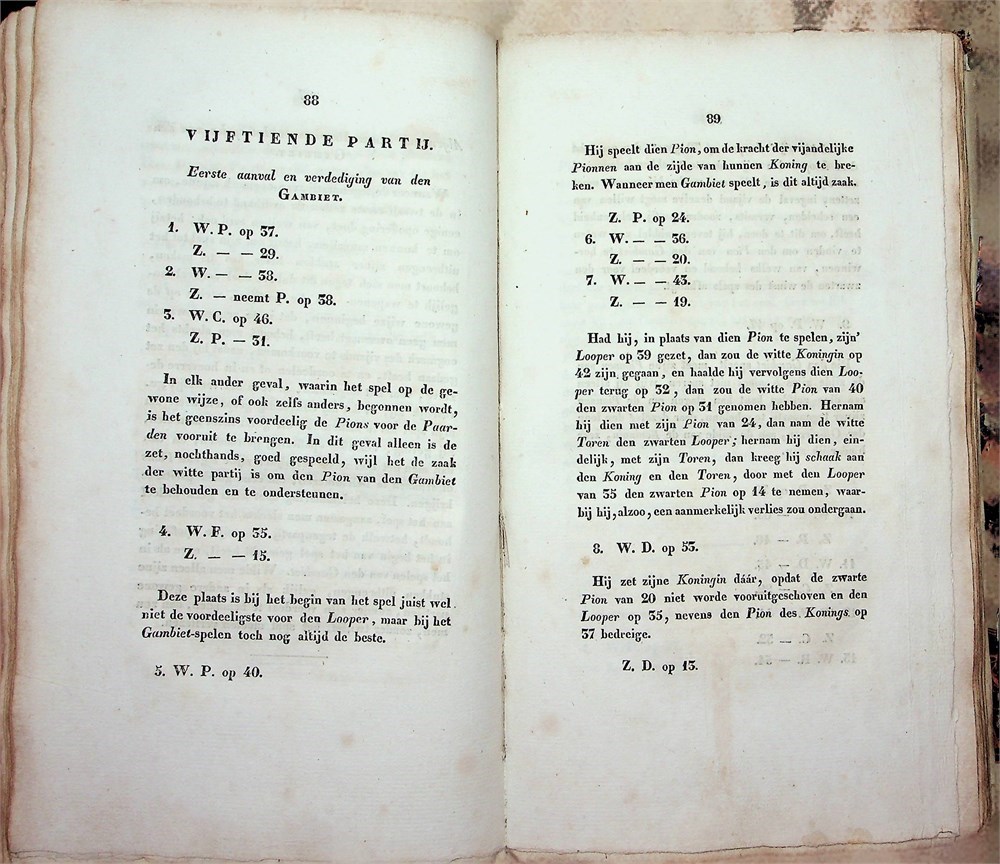 88
VIJFTIENDE PARTIJ.
Eerste aanval en verdediging van den
GAMBIET.
1. W. P. op 37.
Z. — — 29.
2. W. — — 38.
Z. — neemt P. op 38.
3. W. C. op 46.
Z. P. — 31.
In elk ander geval, waarin het spel op de ge-
wone wijze, of ook zelfs anders, begonnen wordt,
is het geenszins voordeelig de Pions voor de Paar-
den vooruit te brengen. In dit geval alleen is de
zet, nochthands, goed gespeeld, wijl het de zaak
der witte partij is om den Pion van den Gambiet
te behouden en te ondersteunen.
4. W. F. op 35.
Z. — — 15.
Deze plaats is bij het begin van het spel juist wel
niet de voordeeligste voor den Looper, maar bij het
Gambiet-spelen toch nog altijd de beste.
5. W. P. op 40.
89
Hij speelt dien Pion, om de kracht der vijandelijke
Pionnen aan de zijde van hunnen Koning te bre-
ken. Wanneer men Gambiet speelt, is dit altijd zaak.
Z. P. op 24.
6. W. — — 36.
Z. — — 20.
7. W. — — 43.
Z. — — 19.
Had hij, in plaats van dien Pion te spelen, zijn'
Looper op 39 gezet, dan zou de witte Koningin op
42 zijn gegaan, en haalde hij vervolgens dien Loo-
per terug op 32, dan zou de witte Pion van 40
den zwarten Pion op 31 genomen hebben. Hernam
hij dien met zijn Pion van 24, dan nam de witte
Toren den zwarten Looper; hernam hij dien, ein-
delijk, met zijn Toren, dan kreeg hij schaak aan
den Koning en den Toren, door met den Looper
van 35 den zwarten Pion op 14 te nemen, waar-
bij hij, alzoo, een aanmerkelijk verlies zou ondergaan.
8. W. D. op 53.
Hij zet zijne Koningin dáár, opdat de zwarte
Pion van 20 niet worde vooruitgeschoven en den
Looper op 35, nevens den Pion des Konings op
37 bedreige.
Z. D. op 13.